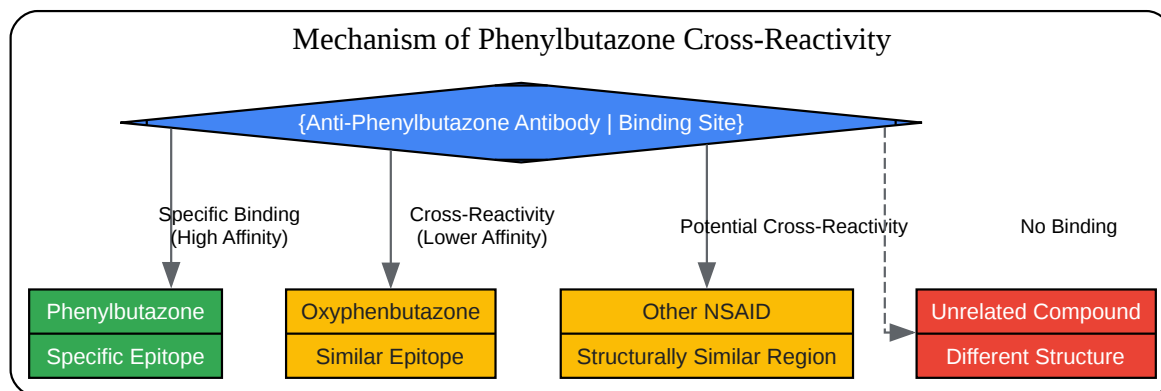 Mechanism of Phenylbutazone Cross-Reactivity
{Anti-Phenylbutazone Antibody | Binding Site}
Specific Binding
(High Affinity)
Cross-Reactivity
(Lower Affinity)
Potential Cross-Reactivity
No Binding
Phenylbutazone
Specific Epitope
Oxyphenbutazone
Similar Epitope
Other NSAID
Structurally Similar Region
Unrelated Compound
Different Structure